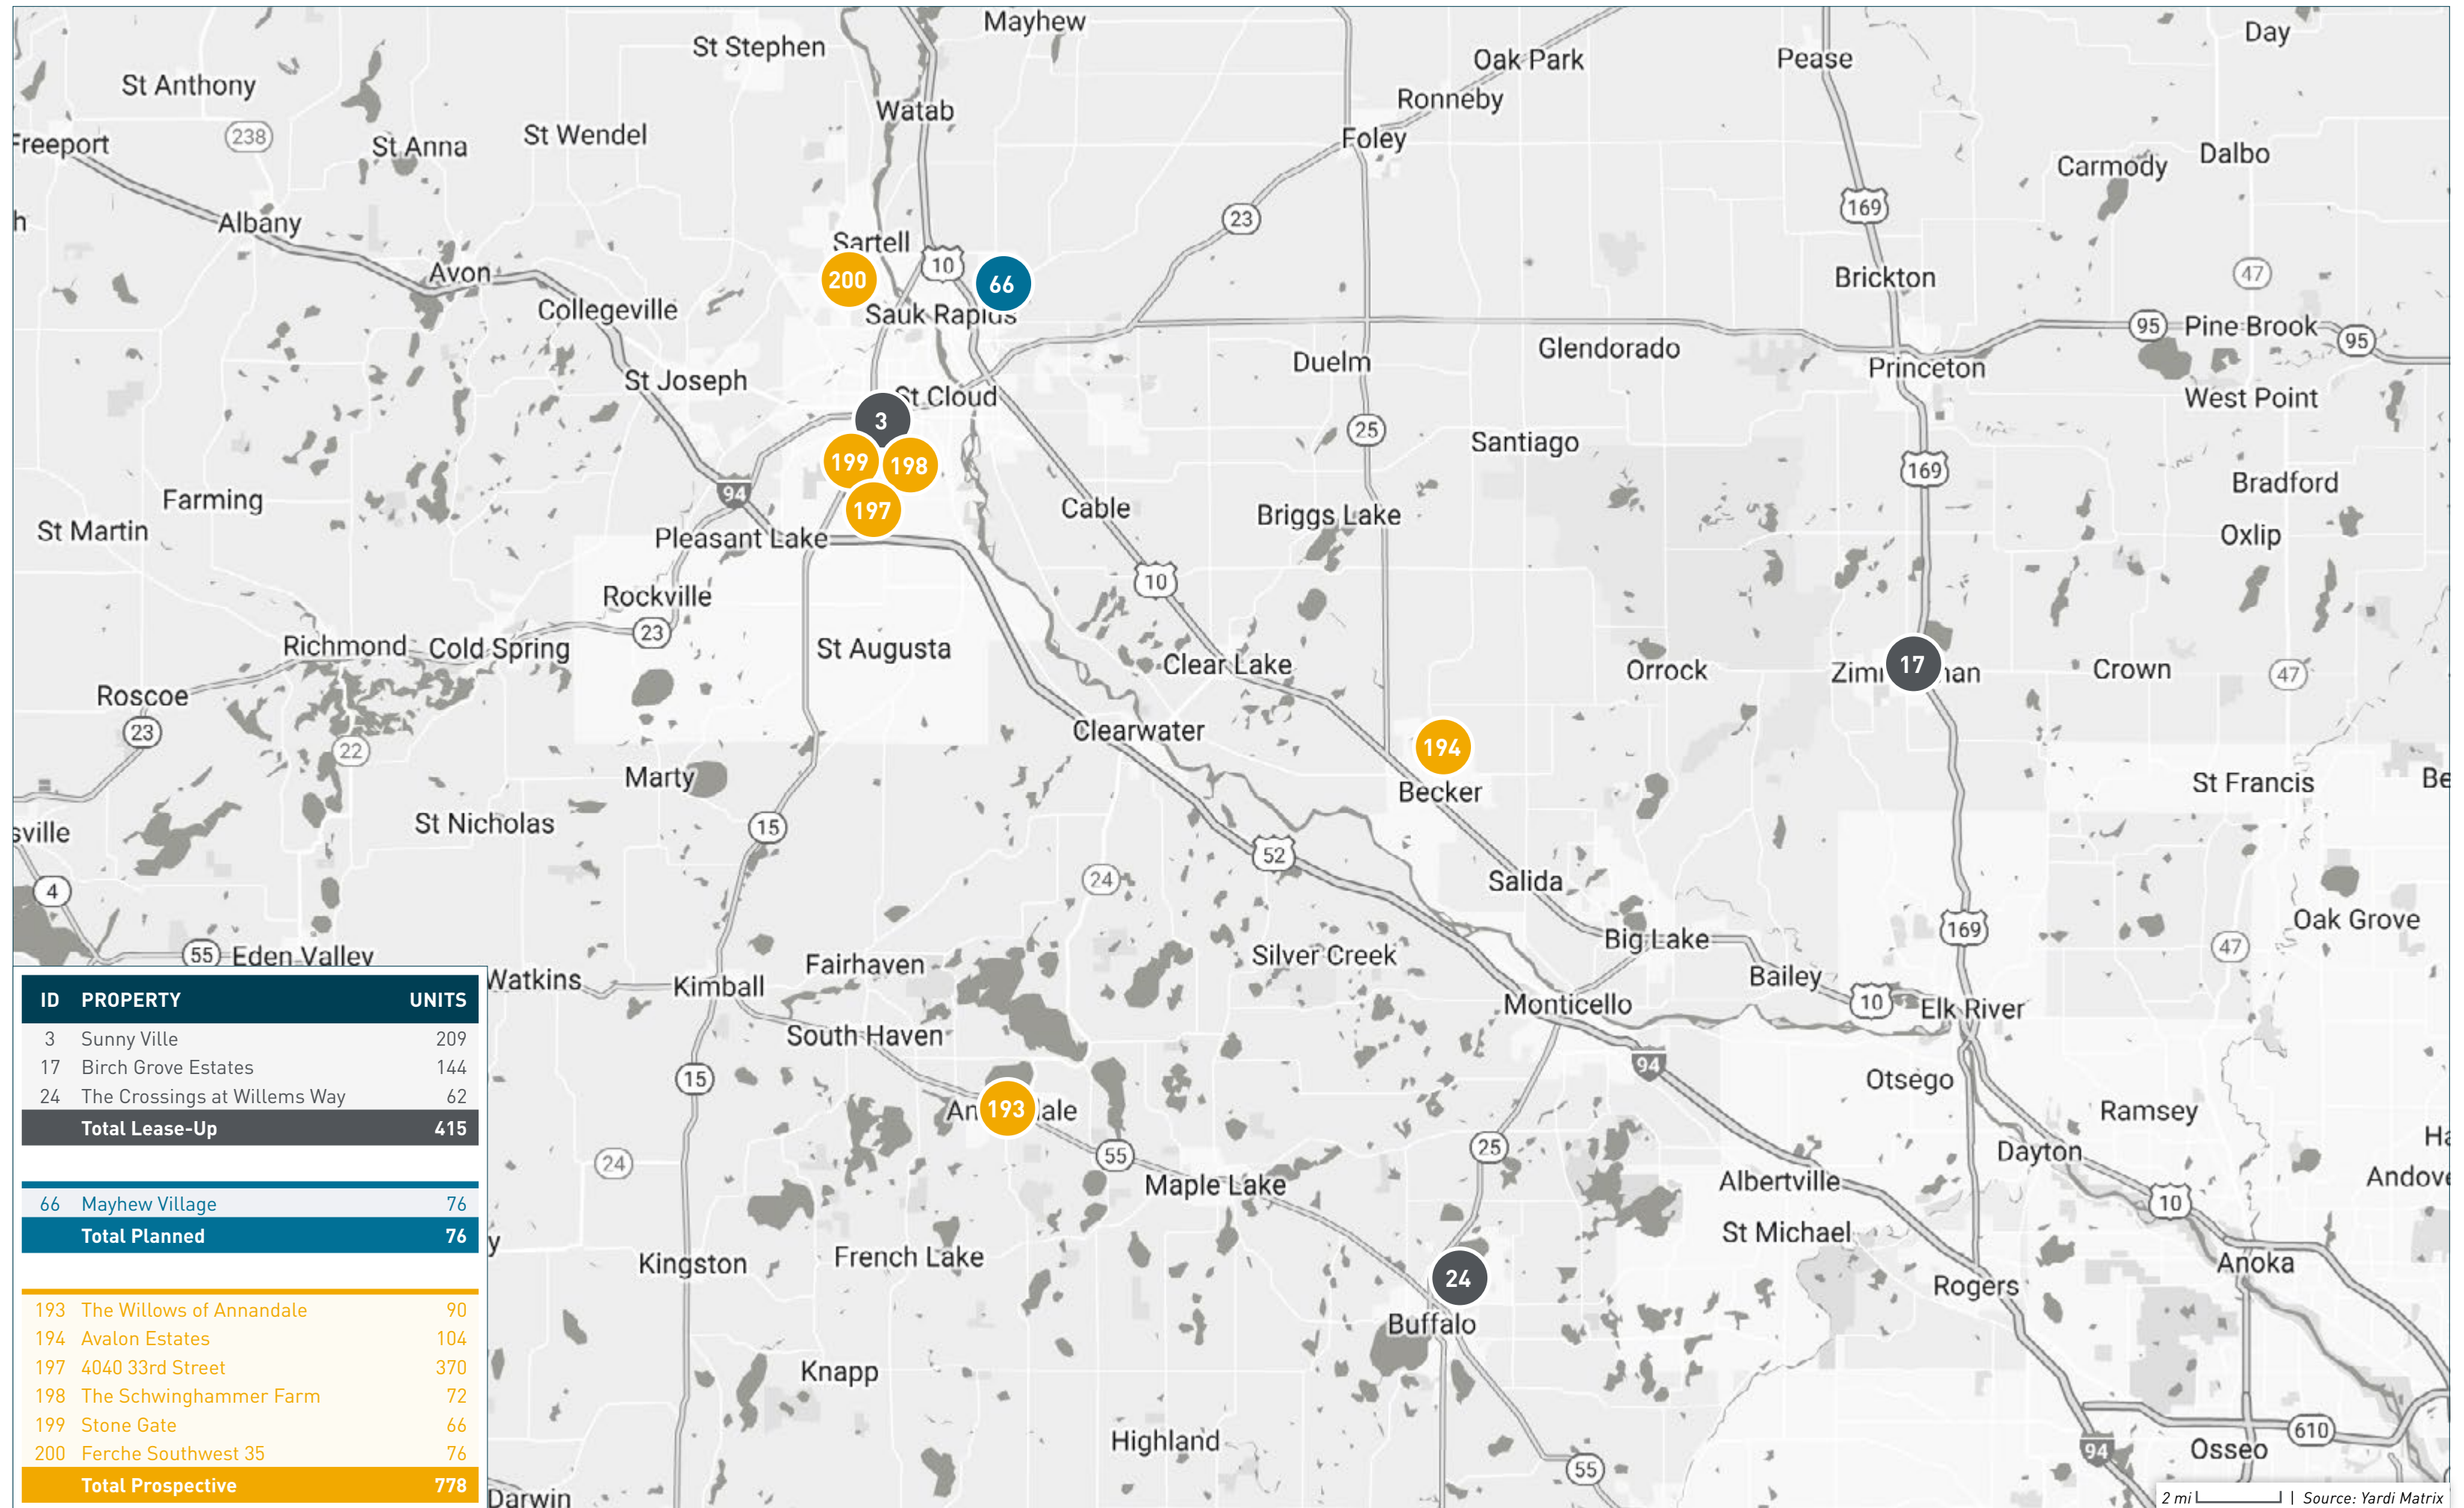 Mayhew
Day
St Stephen
Oak Park
Pease
St Anthony
Ronneby
Watab
238
St Wendel
Foley
Freeport
St Anna
Dalbo
Carmody
169
h
Albany
23
Sartell
10
Avon
200
66
Brickton
47
Collegeville
Sauk Rapids
95
Pine Brook
95
Duelm
Glendorado
Princeton
St Joseph
St Cloud
West Point
3
25
Santiago
199
198
169
94
Bradford
Farming
197
Cable
Briggs Lake
St Martin
Pleasant Lake
Oxlip
10
Rockville
23
Richmond
Cold Spring
St Augusta
Clear Lake
Orrock
Zim
17
an
Crown
47
Roscoe
23
22
Clearwater
194
Marty
Becker
St Francis
Be
sville
St Nicholas
15
52
4
24
Salida
Oak Grove
169
Big Lake
47
55
Eden Valley
Silver Creek
Fairhaven
Watkins
Kimball
Bailey
10
Monticello
Elk River
South Haven
94
15
Otsego
An
193
ale
Ramsey
Ha
55
25
24
Dayton
Andove
Maple Lake
Albertville
10
St Michael
y
Kingston
French Lake
24
Anoka
Rogers
Buffalo
Knapp
Highland
610
94
Osseo
55
Darwin
ID PROPERTY UNITS
3 Sunny Ville 209
17 Birch Grove Estates 144
24 The Crossings at Willems Way 62
Total Lease-Up 415
66 Mayhew Village 76
Total Planned 76
193 The Willows of Annandale 90
194 Avalon Estates 104
197 4040 33rd Street 370
198 The Schwinghammer Farm 72
199 Stone Gate 66
200 Ferche Southwest 35 76
Total Prospective 778
2 mi | Source: Yardi Matrix